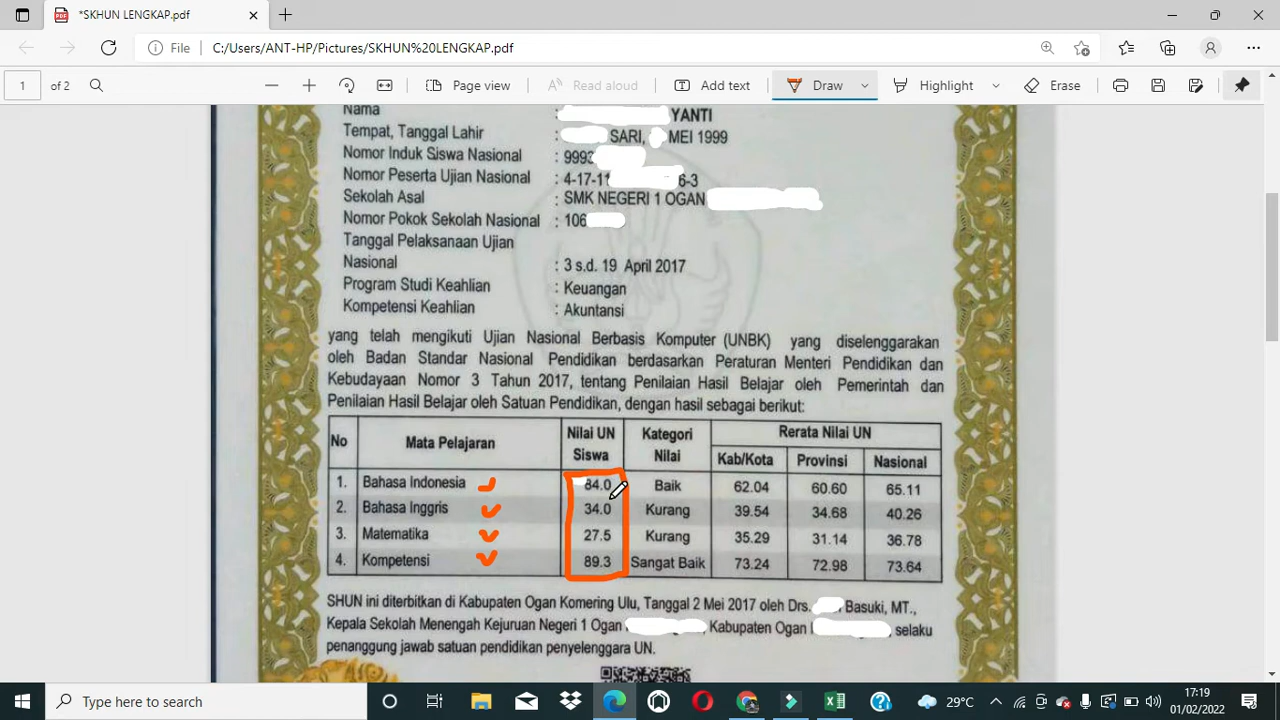 *SKHUN LENGKAP.pdf
File C:/Users/ANT-HP/Pictures/SKHUN%20LENGKAP.pdf
1 of 2 Page view Read aloud Add text Draw Highlight Erase
Nama : YANTI
Tempat, Tanggal Lahir : SARI, MEI 1999
Nomor Induk Siswa Nasional : 9993
Nomor Peserta Ujian Nasional : 4-17-11 6-3
Sekolah Asal : SMK NEGERI 1 OGAN
Nomor Pokok Sekolah Nasional : 106
Tanggal Pelaksanaan Ujian
Nasional : 3 s.d. 19 April 2017
Program Studi Keahlian : Keuangan
Kompetensi Keahlian : Akuntansi
yang telah mengikuti Ujian Nasional Berbasis Komputer (UNBK) yang diselenggarakan
oleh Badan Standar Nasional Pendidikan berdasarkan Peraturan Menteri Pendidikan dan
Kebudayaan Nomor 3 Tahun 2017, tentang Penilaian Hasil Belajar oleh Pemerintah dan
Penilaian Hasil Belajar oleh Satuan Pendidikan, dengan hasil sebagai berikut:
No Mata Pelajaran Nilai UN Siswa Kategori Nilai Rerata Nilai UN
Kab/Kota Provinsi Nasional
1. Bahasa Indonesia 84.0 Baik 62.04 60.60 65.11
2. Bahasa Inggris 34.0 Kurang 39.54 34.68 40.26
3. Matematika 27.5 Kurang 35.29 31.14 36.78
4. Kompetensi 89.3 Sangat Baik 73.24 72.98 73.64
SHUN ini diterbitkan di Kabupaten Ogan Komering Ulu, Tanggal 2 Mei 2017 oleh Drs. Basuki, MT.,
Kepala Sekolah Menengah Kejuruan Negeri 1 Ogan , Kabupaten Ogan , selaku
penanggung jawab satuan pendidikan penyelenggara UN.
Type here to search 29°C 17:19
01/02/2022